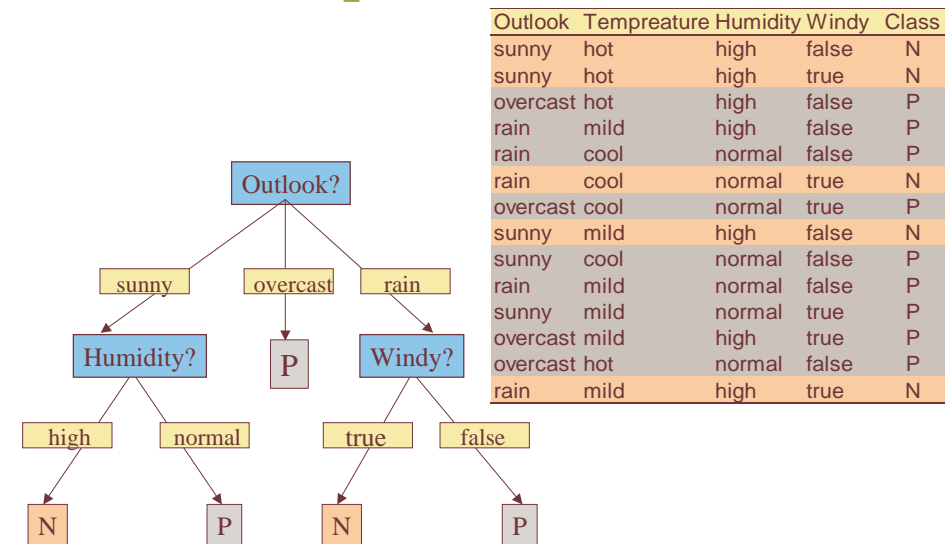 Outlook Tempreature Humidity Windy Class
sunny hot high false N
sunny hot high true N
overcast hot high false P
rain mild high false P
rain cool normal false P
rain cool normal true N
overcast cool normal true P
sunny mild high false N
sunny cool normal false P
rain mild normal false P
sunny mild normal true P
overcast mild high true P
overcast hot normal false P
rain mild high true N
Outlook?
sunny overcast rain
Humidity? P Windy?
high normal true false
N P N P